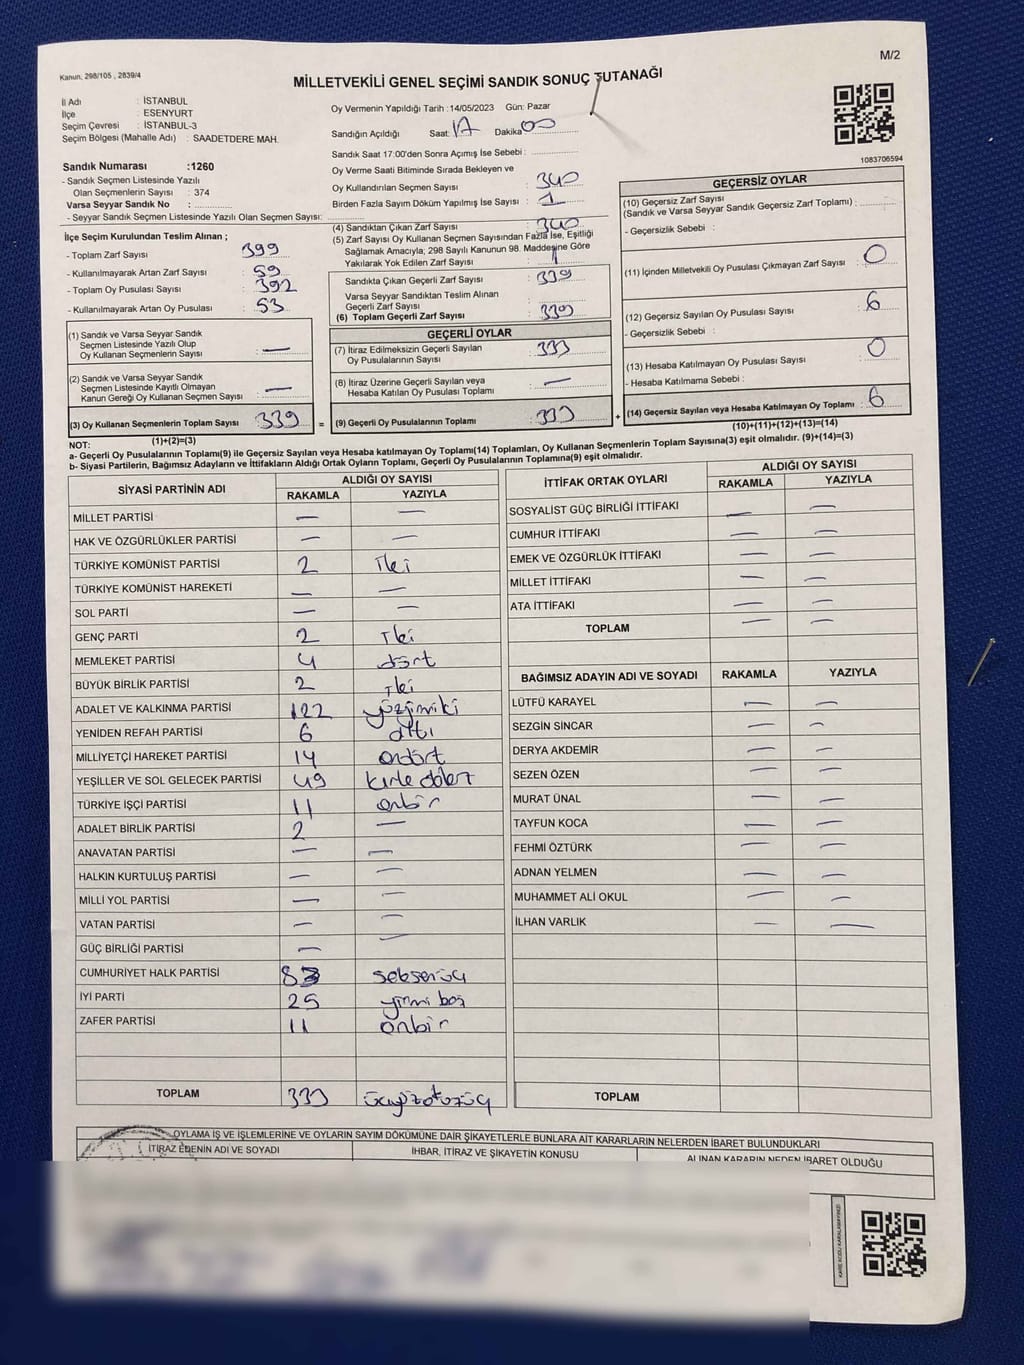 M/2
Kanun, 298/105 , 2839/4
MİLLETVEKİLİ GENEL SEÇİMİ SANDIK SONUÇ TUTANAĞI
İl Adı : İSTANBUL
İlçe : ESENYURT
Seçim Çevresi : İSTANBUL-3
Seçim Bölgesi (Mahalle Adı) : SAADETDERE MAH.
Sandık Numarası :1260
- Sandık Seçmen Listesinde Yazılı
Olan Seçmenlerin Sayısı : 374
Varsa Seyyar Sandık No :
- Seyyar Sandık Seçmen Listesinde Yazılı Olan Seçmen Sayısı:
Oy Vermenin Yapıldığı Tarih :14/05/2023 Gün: Pazar
Sandığın Açıldığı Saat: 17 Dakika 00
Sandık Saat 17:00'den Sonra Açımış İse Sebebi :
Oy Verme Saati Bitiminde Sırada Bekleyen ve
Oy Kullandırılan Seçmen Sayısı : 340
Birden Fazla Sayım Döküm Yapılmış İse Sayısı : 1
1083706594
İlçe Seçim Kurulundan Teslim Alınan ;
- Toplam Zarf Sayısı : 399
- Kullanılmayarak Artan Zarf Sayısı : 59
- Toplam Oy Pusulası Sayısı : 392
- Kullanılmayarak Artan Oy Pusulası : 53
(4) Sandıktan Çıkan Zarf Sayısı : 340
(5) Zarf Sayısı Oy Kullanan Seçmen Sayısından Fazla İse, Eşitliği
Sağlamak Amacıyla; 298 Sayılı Kanunun 98. Maddesine Göre
Yakılarak Yok Edilen Zarf Sayısı : 1
Sandıkta Çıkan Geçerli Zarf Sayısı : 339
Varsa Seyyar Sandıktan Teslim Alınan
Geçerli Zarf Sayısı :
(6) Toplam Geçerli Zarf Sayısı : 339
GEÇERSİZ OYLAR
(10) Geçersiz Zarf Sayısı
(Sandık ve Varsa Seyyar Sandık Geçersiz Zarf Toplamı) :
- Geçersizlik Sebebi :
(11) İçinden Milletvekili Oy Pusulası Çıkmayan Zarf Sayısı : 0
(12) Geçersiz Sayılan Oy Pusulası Sayısı : 6
- Geçersizlik Sebebi :
(13) Hesaba Katılmayan Oy Pusulası Sayısı : 0
- Hesaba Katılmama Sebebi :
(14) Geçersiz Sayılan veya Hesaba Katılmayan Oy Toplamı : 6
(10)+(11)+(12)+(13)=(14)
(1) Sandık ve Varsa Seyyar Sandık
Seçmen Listesinde Yazılı Olup
Oy Kullanan Seçmenlerin Sayısı : —
(2) Sandık ve Varsa Seyyar Sandık
Seçmen Listesinde Kayıtlı Olmayan
Kanun Gereği Oy Kullanan Seçmen Sayısı : —
(3) Oy Kullanan Seçmenlerin Toplam Sayısı : 339
(1)+(2)=(3)
GEÇERLİ OYLAR
(7) İtiraz Edilmeksizin Geçerli Sayılan
Oy Pusulalarının Sayısı : 333
(8) İtiraz Üzerine Geçerli Sayılan veya
Hesaba Katılan Oy Pusulası Toplamı : —
= (9) Geçerli Oy Pusulalarının Toplamı : 333 +
NOT:
a- Geçerli Oy Pusulalarının Toplamı(9) ile Geçersiz Sayılan veya Hesaba katılmayan Oy Toplamı(14) Toplamları, Oy Kullanan Seçmenlerin Toplam Sayısına(3) eşit olmalıdır. (9)+(14)=(3)
b- Siyasi Partilerin, Bağımsız Adayların ve İttifakların Aldığı Ortak Oyların Toplamı, Geçerli Oy Pusulalarının Toplamına(9) eşit olmalıdır.
SİYASİ PARTİNİN ADI ALDIĞI OY SAYISI
RAKAMLA YAZIYLA
MİLLET PARTİSİ — —
HAK VE ÖZGÜRLÜKLER PARTİSİ — —
TÜRKİYE KOMÜNİST PARTİSİ 2 İki
TÜRKİYE KOMÜNİST HAREKETİ — —
SOL PARTİ — —
GENÇ PARTİ 2 İki
MEMLEKET PARTİSİ 4 dört
BÜYÜK BİRLİK PARTİSİ 2 İki
ADALET VE KALKINMA PARTİSİ 122 yüzyirmiki
YENİDEN REFAH PARTİSİ 6 altı
MİLLİYETÇİ HAREKET PARTİSİ 14 ondört
YEŞİLLER VE SOL GELECEK PARTİSİ 49
TÜRKİYE İŞÇİ PARTİSİ 11 onbir
ADALET BİRLİK PARTİSİ 2 —
ANAVATAN PARTİSİ — —
HALKIN KURTULUŞ PARTİSİ — —
MİLLİ YOL PARTİSİ — —
VATAN PARTİSİ — —
GÜÇ BİRLİĞİ PARTİSİ — —
CUMHURİYET HALK PARTİSİ 83 seksenüç
İYİ PARTİ 25 yirmi beş
ZAFER PARTİSİ 11 onbir
TOPLAM 333 üçyüzotuzüç
İTTİFAK ORTAK OYLARI ALDIĞI OY SAYISI
RAKAMLA YAZIYLA
SOSYALİST GÜÇ BİRLİĞİ İTTİFAKI — —
CUMHUR İTTİFAKI — —
EMEK VE ÖZGÜRLÜK İTTİFAKI — —
MİLLET İTTİFAKI — —
ATA İTTİFAKI — —
TOPLAM — —
BAĞIMSIZ ADAYIN ADI VE SOYADI RAKAMLA YAZIYLA
LÜTFÜ KARAYEL — —
SEZGİN SİNCAR — —
DERYA AKDEMİR — —
SEZEN ÖZEN — —
MURAT ÜNAL — —
TAYFUN KOCA — —
FEHMİ ÖZTÜRK — —
ADNAN YELMEN — —
MUHAMMET ALİ OKUL — —
İLHAN VARLIK — —
TOPLAM
OYLAMA İŞ VE İŞLEMLERİNE VE OYLARIN SAYIM DÖKÜMÜNE DAİR ŞİKAYETLERLE BUNLARA AİT KARARLARIN NELERDEN İBARET BULUNDUKLARI
İTİRAZ EDENİN ADI VE SOYADI İHBAR, İTİRAZ VE ŞİKAYETİN KONUSU ALINAN KARARIN NEDEN İBARET OLDUĞU